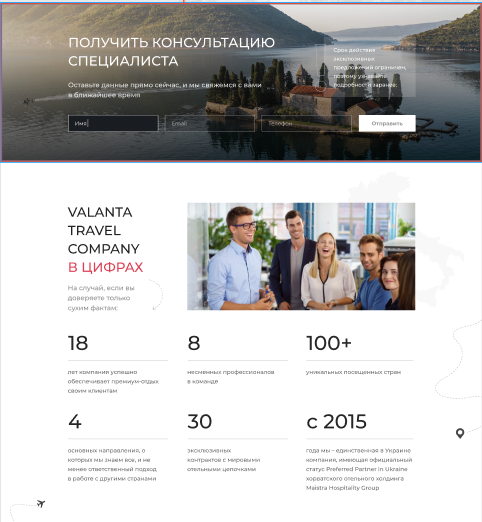 ПОЛУЧИТЬ КОНСУЛЬТАЦИЮ
СПЕЦИАЛИСТА
Оставьте данные прямо сейчас, и мы свяжемся с вами
в ближайшее время
Срок действия
эксклюзивных
предложений ограничен,
поэтому узнавайте
подробности заранее.
Имя
Email
Телефон
Отправить
VALANTA
TRAVEL
COMPANY
В ЦИФРАХ
На случай, если вы
доверяете только
сухим фактам:
18
лет компания успешно
обеспечивает премиум-отдых
своим клиентам
8
несменных профессионалов
в команде
100+
уникальных посещенных стран
4
основных направления, о
которых мы знаем все, и не
менее ответственный подход
в работе с другими странами
30
эксклюзивных
контрактов с мировыми
отельными цепочками
с 2015
года мы – единственная в Украине
компания, имеющая официальный
статус Preferred Partner in Ukraine
хорватского отельного холдинга
Maistra Hospitality Group